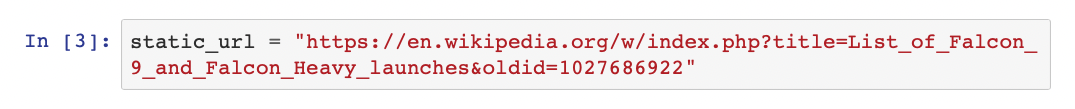 In [3]: static_url = "https://en.wikipedia.org/w/index.php?title=List_of_Falcon_
9_and_Falcon_Heavy_launches&oldid=1027686922"